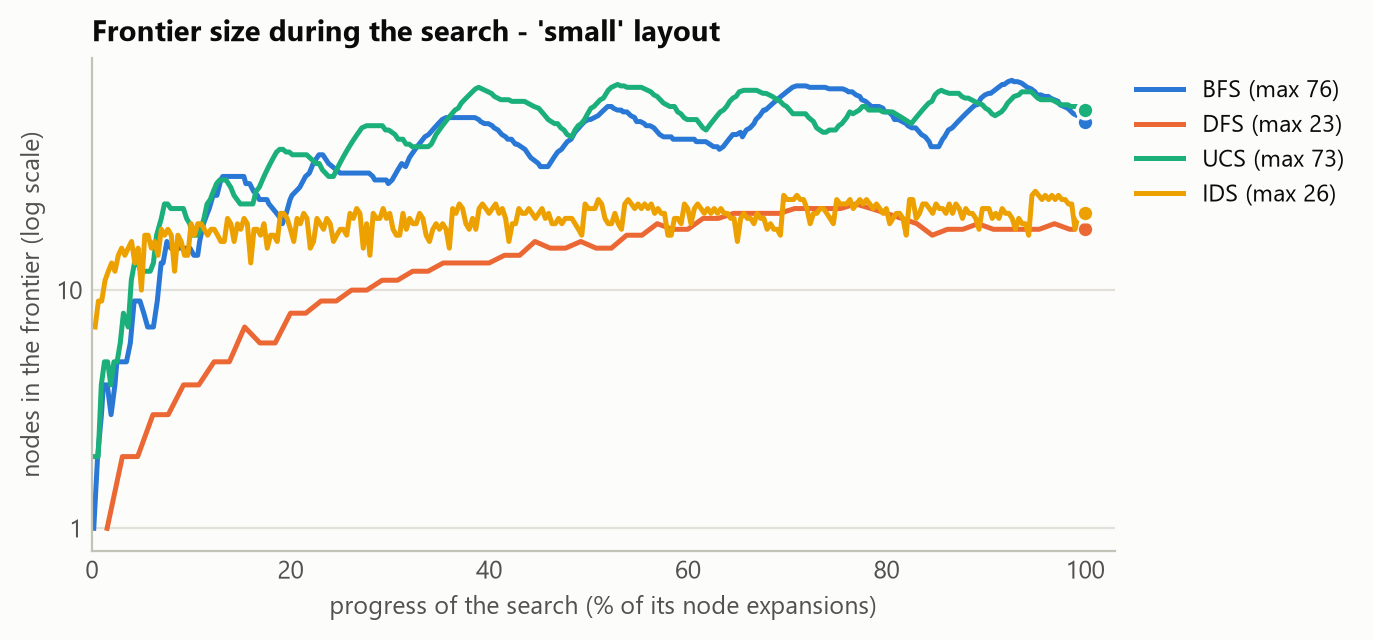 Frontier size during the search - 'small' layout
BFS (max 76)
DFS (max 23)
UCS (max 73)
IDS (max 26)
nodes in the frontier (log scale)
10
1
0 20 40 60 80 100
progress of the search (% of its node expansions)